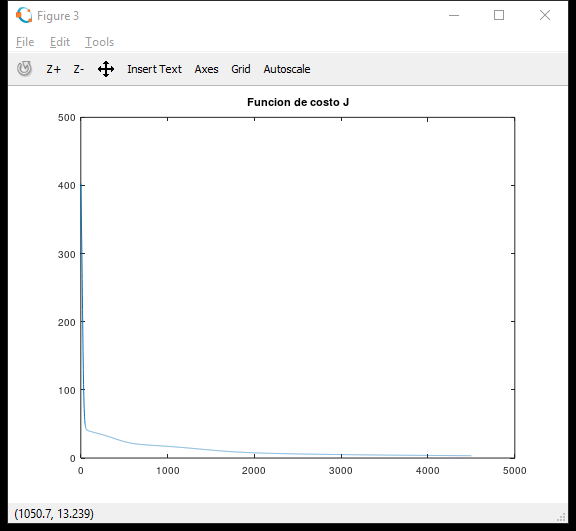 Figure 3
File Edit Tools
Z+ Z- Insert Text Axes Grid Autoscale
Funcion de costo J
500
400
300
200
100
0
0 1000 2000 3000 4000 5000
(1050.7, 13.239)